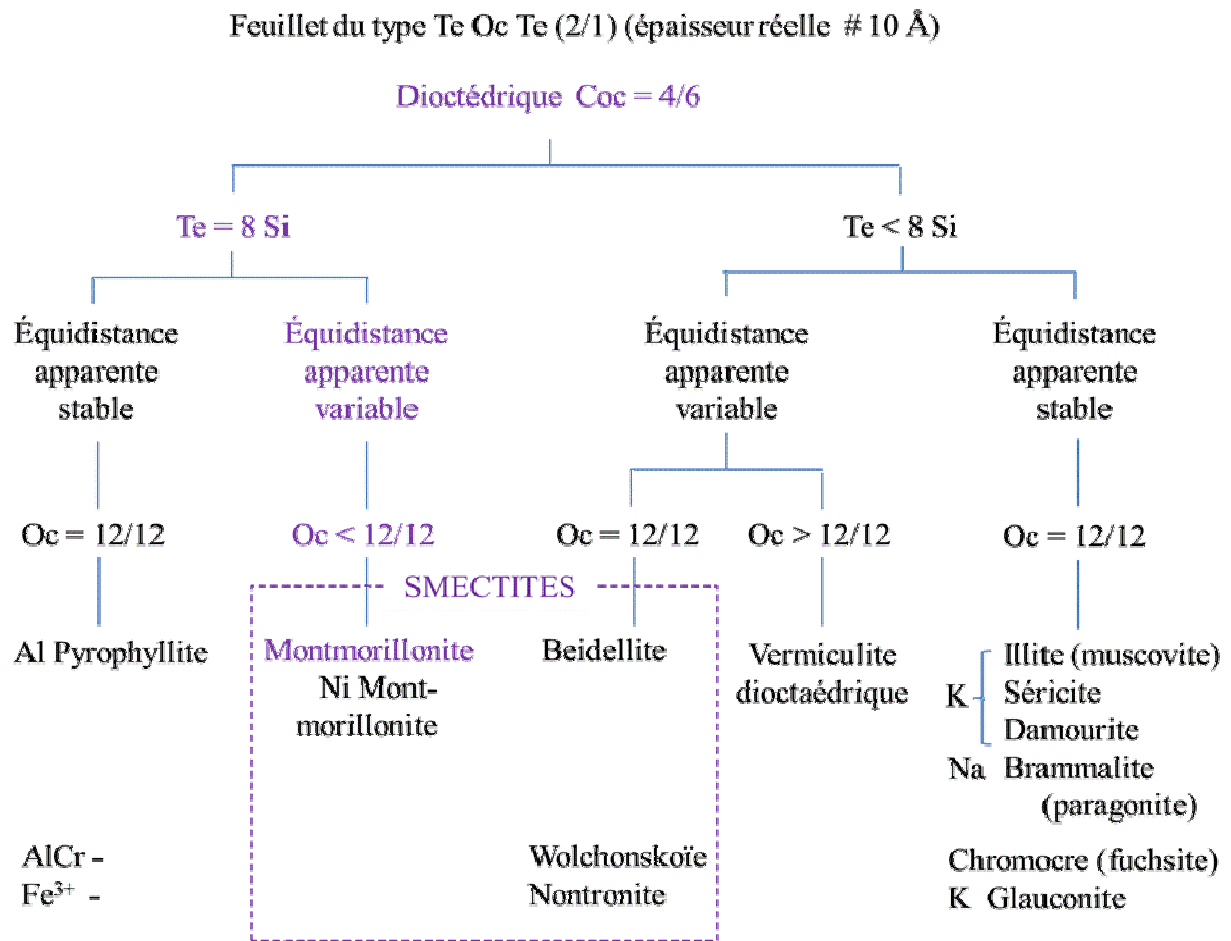 Feuillet du type Te Oc Te (2/1) (épaisseur réelle # 10 Å)
Dioctédrique Coc = 4/6
Te = 8 Si
Te < 8 Si
Équidistance
apparente
stable
Équidistance
apparente
variable
Équidistance
apparente
variable
Équidistance
apparente
stable
Oc = 12/12
Oc < 12/12
Oc = 12/12
Oc > 12/12
Oc = 12/12
SMECTITES
Al Pyrophyllite
Montmorillonite
Ni Mont-
morillonite
Beidellite
Vermiculite
dioctaédrique
K
Illite (muscovite)
Séricite
Damourite
Na Brammalite
(paragonite)
AlCr -
Fe³⁺ -
Wolchonskoïe
Nontronite
Chromocre (fuchsite)
K Glauconite